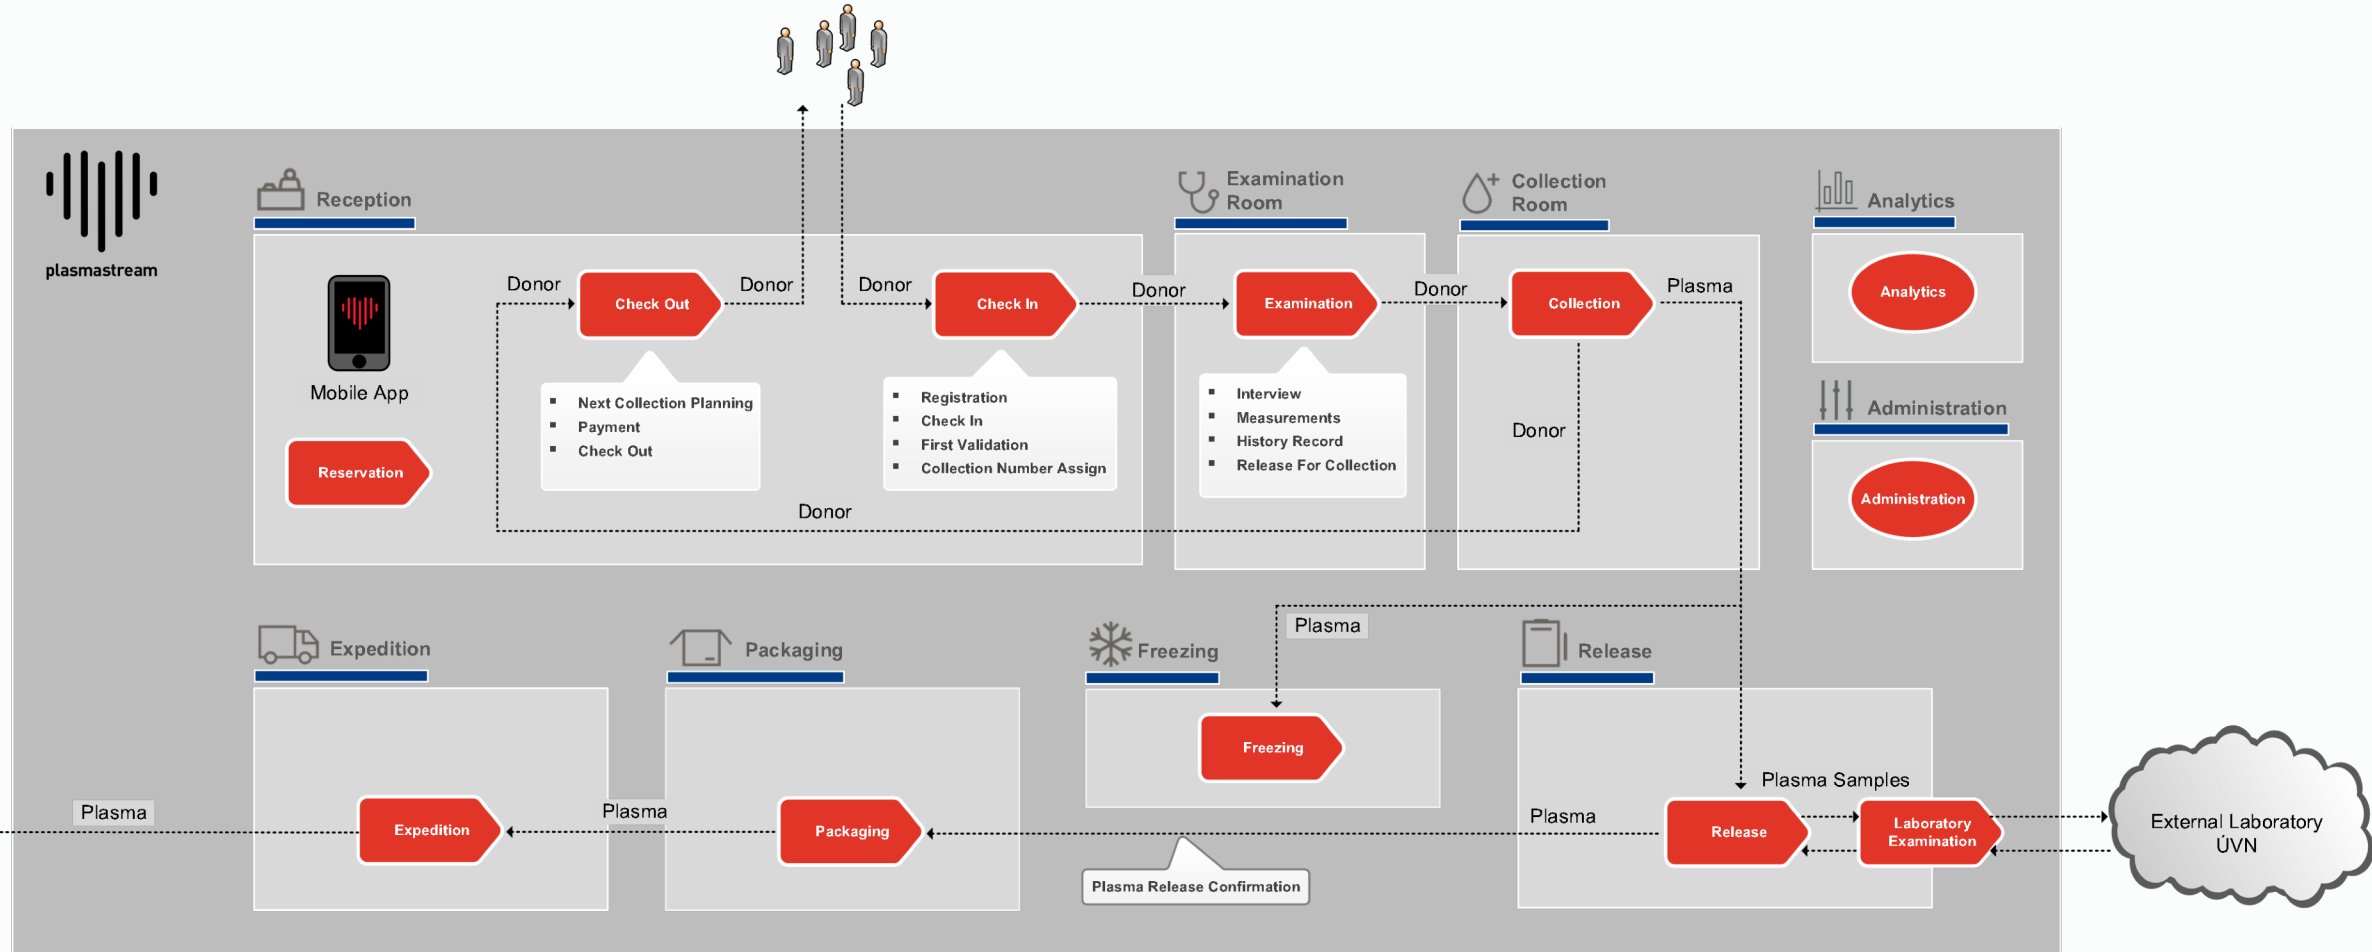 plasmastream
Reception
Examination
Room
Collection
Room
Analytics
Donor
Check Out
Donor
Donor
Check In
Donor
Examination
Donor
Collection
Plasma
Analytics
Mobile App
Next Collection Planning
Payment
Check Out
Registration
Check In
First Validation
Collection Number Assign
Interview
Measurements
History Record
Release For Collection
Donor
Administration
Reservation
Donor
Administration
Expedition
Packaging
Freezing
Plasma
Release
Freezing
Plasma Samples
Plasma
Expedition
Plasma
Packaging
Plasma
Release
Laboratory
Examination
External Laboratory
ÚVN
Plasma Release Confirmation